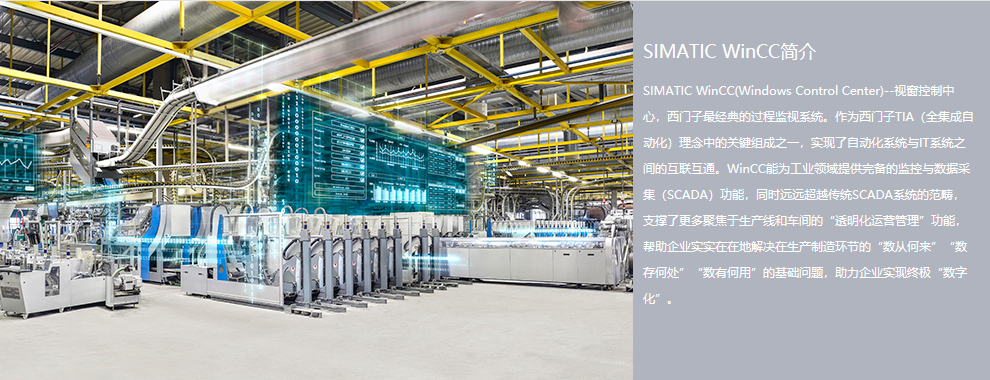 SIMATIC WinCC简介
SIMATIC WinCC(Windows Control Center)--视窗控制中
心，西门子最经典的过程监视系统。作为西门子TIA（全集成自
动化）理念中的关键组成之一，实现了自动化系统与IT系统之
间的互联互通。WinCC能为工业领域提供完备的监控与数据采
集（SCADA）功能，同时远远超越传统SCADA系统的范畴，
支撑了更多聚焦于生产线和车间的“透明化运营管理”功能，
帮助企业实实在在地解决在生产制造环节的“数从何来”“数
存何处”“数有何用”的基础问题，助力企业实现终极“数字
化”。